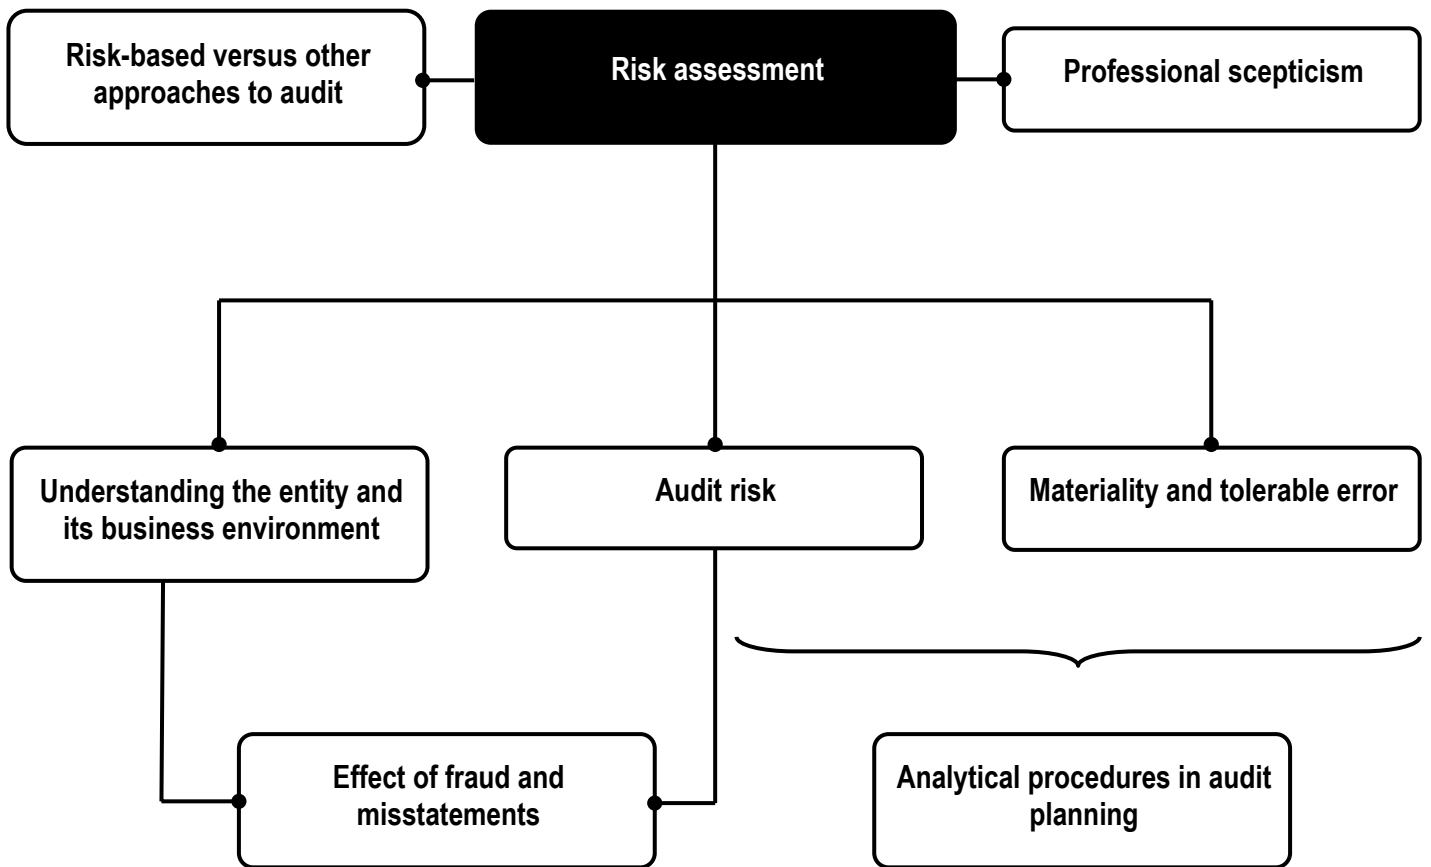 Risk-based versus other
approaches to audit
Risk assessment
Professional scepticism
Understanding the entity and
its business environment
Audit risk
Materiality and tolerable error
Effect of fraud and
misstatements
Analytical procedures in audit
planning